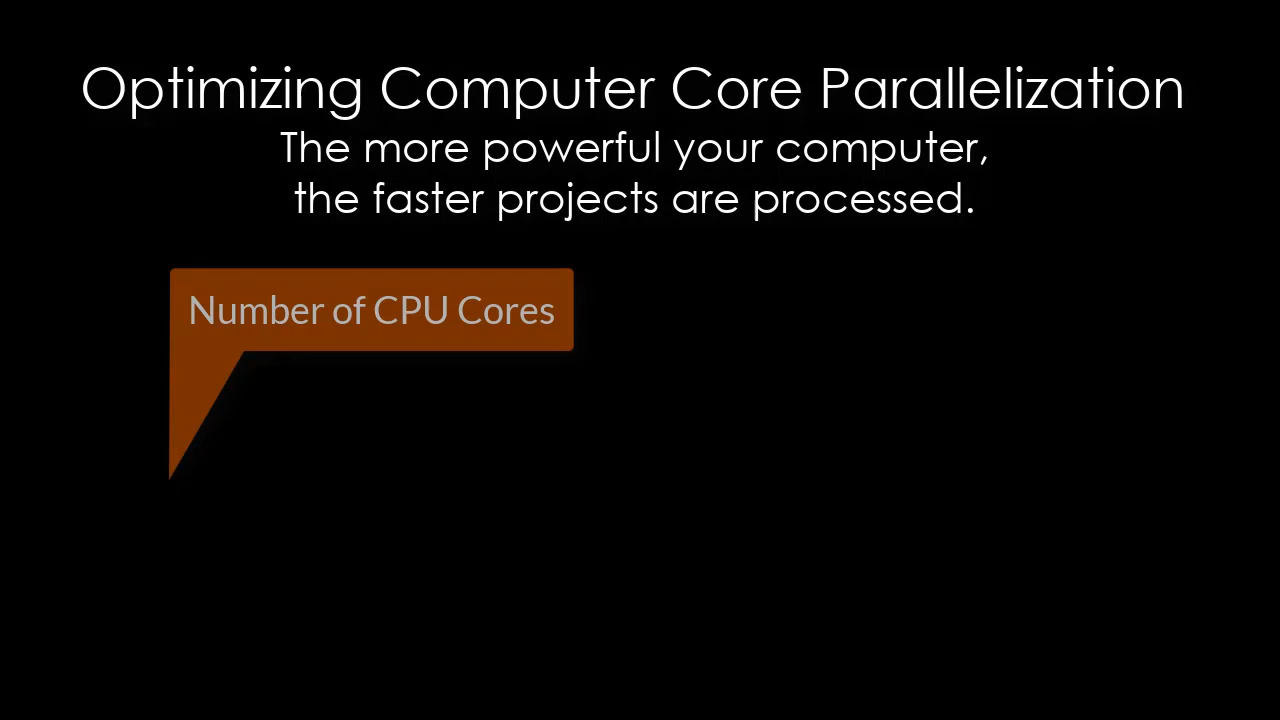 Optimizing Computer Core Parallelization
The more powerful your computer,
the faster projects are processed.
Number of CPU Cores